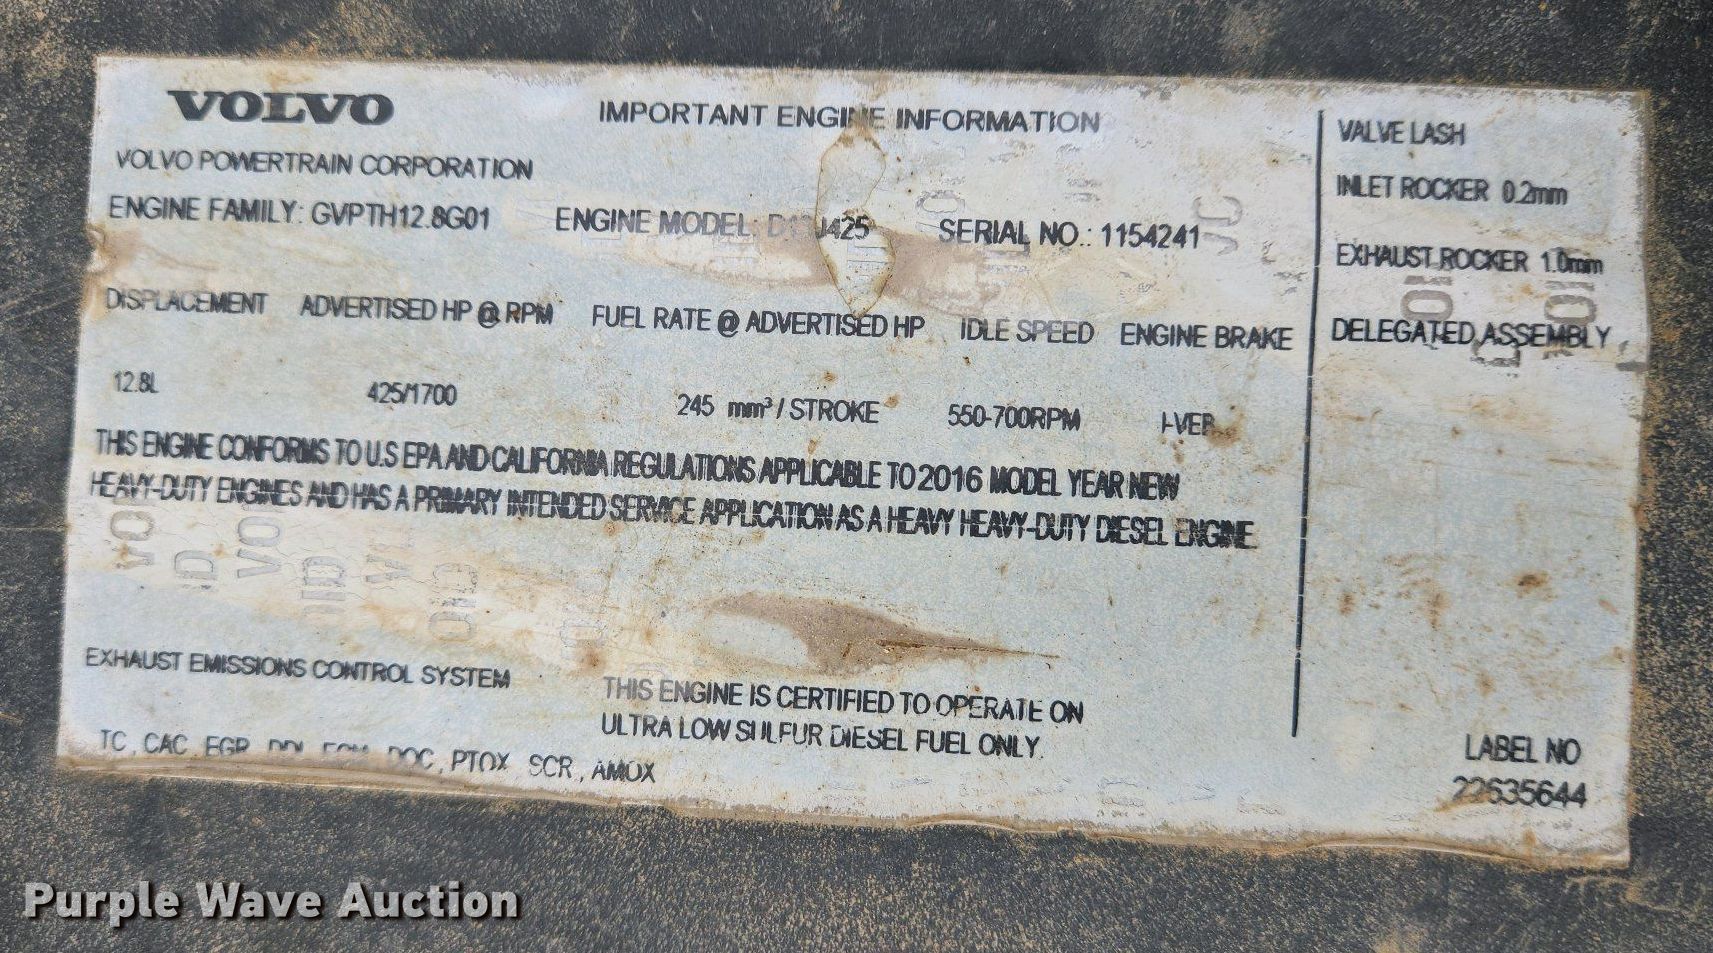 VOLVO
IMPORTANT ENGINE INFORMATION
VOLVO POWERTRAIN CORPORATION
ENGINE FAMILY: GVPTH12.8G01 ENGINE MODEL: SERIAL NO.: 1154241
DISPLACEMENT ADVERTISED HP @ RPM FUEL RATE @ ADVERTISED HP IDLE SPEED ENGINE BRAKE
12.8L 425/1700 245 mm³ / STROKE 550-700RPM
THIS ENGINE CONFORMS TO U.S EPA AND CALIFORNIA REGULATIONS APPLICABLE TO 2016 MODEL YEAR NEW
HEAVY-DUTY ENGINES AND HAS A PRIMARY INTENDED SERVICE APPLICATION AS A HEAVY HEAVY-DUTY DIESEL ENGINE.
EXHAUST EMISSIONS CONTROL SYSTEM
TC, CAC, EGR, DOC, PTOX, SCR, AMOX
THIS ENGINE IS CERTIFIED TO OPERATE ON
ULTRA LOW SULFUR DIESEL FUEL ONLY.
VALVE LASH
INLET ROCKER 0.2mm
EXHAUST ROCKER 1.0mm
DELEGATED ASSEMBLY
LABEL NO
22635644
Purple Wave Auction